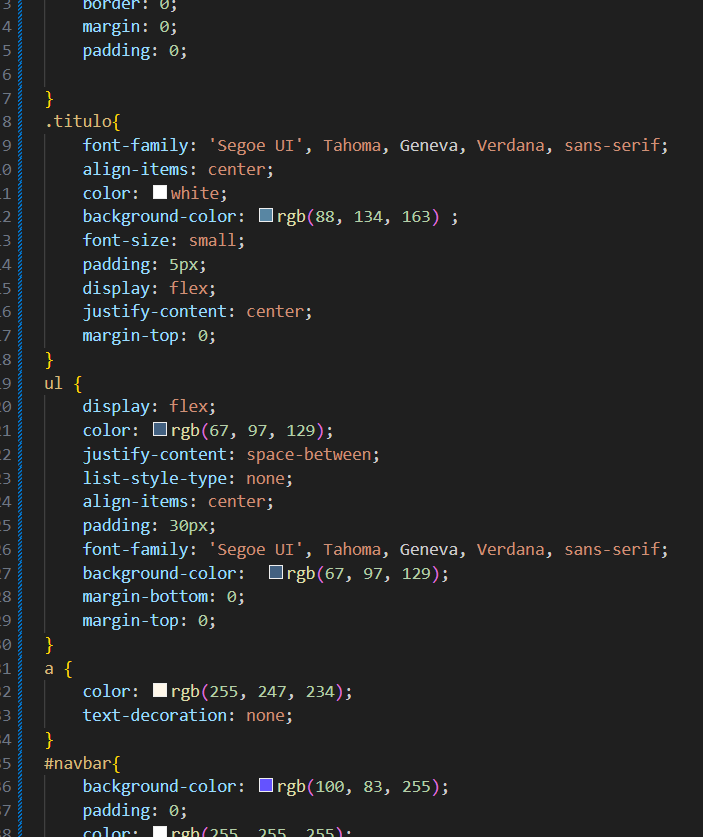 3 border: 0;
4 margin: 0;
5 padding: 0;
6
7 }
8 .titulo{
9 font-family: 'Segoe UI', Tahoma, Geneva, Verdana, sans-serif;
10 align-items: center;
11 color: white;
12 background-color: rgb(88, 134, 163) ;
13 font-size: small;
14 padding: 5px;
15 display: flex;
16 justify-content: center;
17 margin-top: 0;
18 }
19 ul {
20 display: flex;
21 color: rgb(67, 97, 129);
22 justify-content: space-between;
23 list-style-type: none;
24 align-items: center;
25 padding: 30px;
26 font-family: 'Segoe UI', Tahoma, Geneva, Verdana, sans-serif;
27 background-color: rgb(67, 97, 129);
28 margin-bottom: 0;
29 margin-top: 0;
30 }
31 a {
32 color: rgb(255, 247, 234);
33 text-decoration: none;
34 }
35 #navbar{
36 background-color: rgb(100, 83, 255);
37 padding: 0;
38 color: rgb(255, 255, 255);